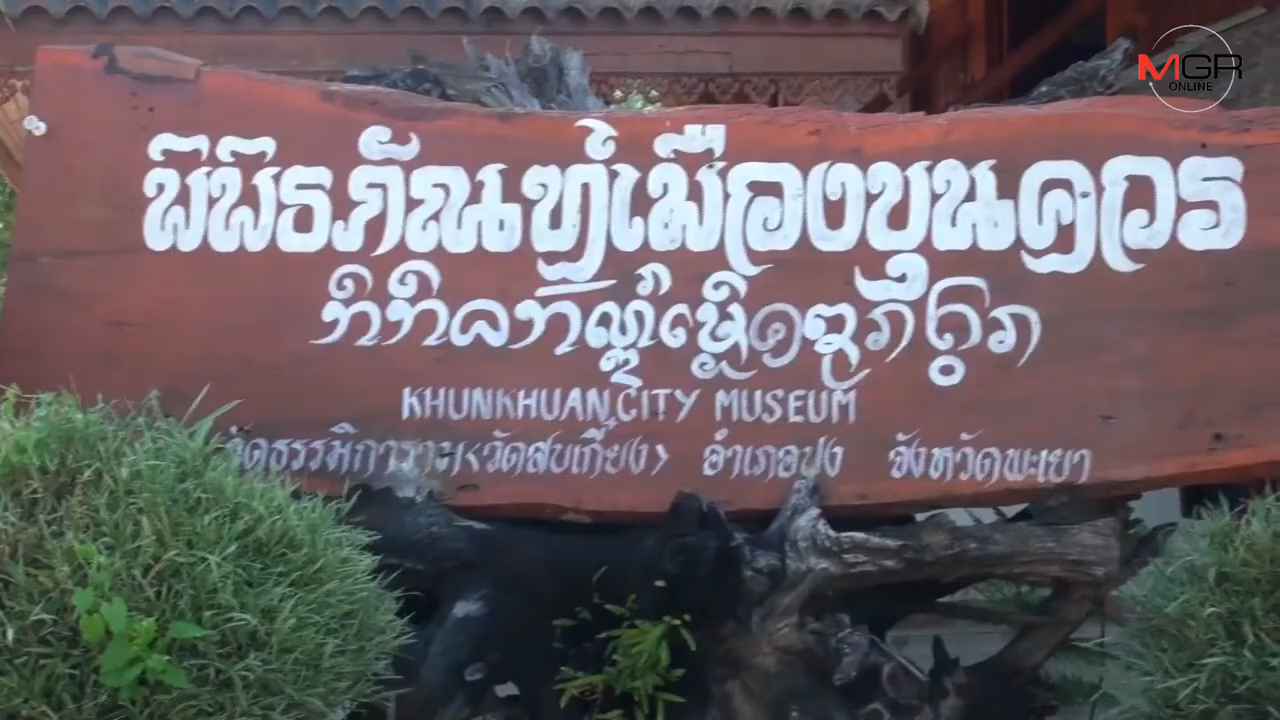 MGR
ONLINE
พิพิธภัณฑ์เมืองขุนควร
KHUNKHUAN CITY MUSEUM
วัดธรรมิการาม<วัดสบเกี๋ยง> อำเภอปง จังหวัดพะเยา